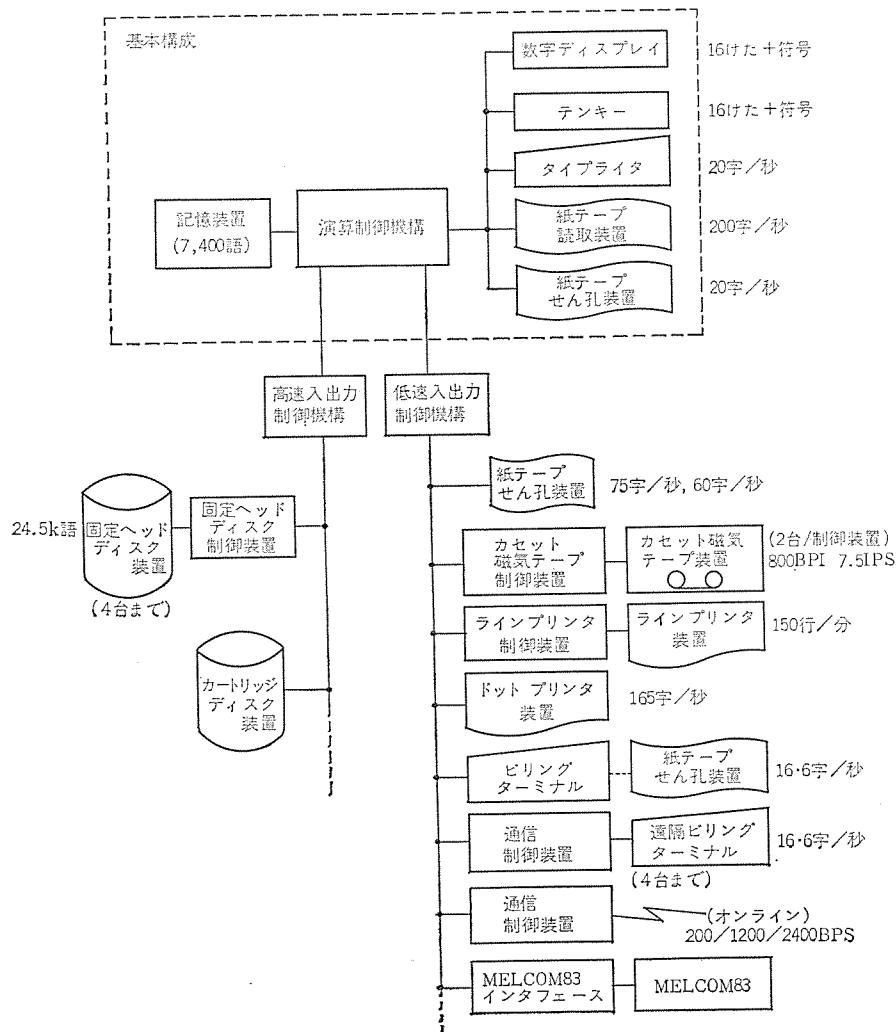 基本構成
数字ディスプレイ
16けた+符号
テンキー
16けた+符号
タイプライタ
20字/秒
記憶装置
(7,400語)
演算制御機構
紙テープ
読取装置
200字/秒
紙テープ
せん孔装置
20字/秒
高速入出力
制御機構
低速入出力
制御機構
紙テープ
せん孔装置
75字/秒, 60字/秒
24.5k語
固定ヘッド
ディスク
装置
(4台まで)
固定ヘッド
ディスク
制御装置
カセット
磁気テープ
制御装置
カセット磁気
テープ装置
(2台/制御装置)
800BPI 7.5IPS
ラインプリンタ
制御装置
ラインプリンタ
装置
150行/分
カートリッジ
ディスク
装置
ドット プリンタ
装置
165字/秒
ビリング
ターミナル
紙テープ
せん孔装置
16・6字/秒
通信
制御装置
遠隔ビリング
ターミナル
16・6字/秒
(4台まで)
通信
制御装置
(オンライン)
200/1200/2400BPS
MELCOM83
インタフェース
MELCOM83